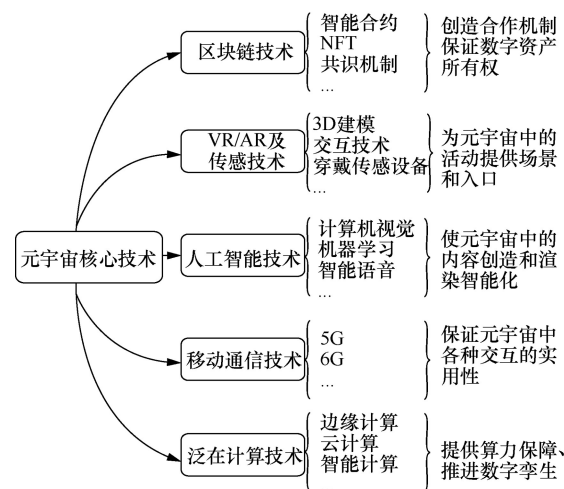 元宇宙核心技术
区块链技术
智能合约
NFT
共识机制
...
创造合作机制
保证数字资产
所有权
VR/AR及
传感技术
3D建模
交互技术
穿戴传感设备
...
为元宇宙中的
活动提供场景
和入口
人工智能技术
计算机视觉
机器学习
智能语音
...
使元宇宙中的
内容创造和渲
染智能化
移动通信技术
5G
6G
...
保证元宇宙中
各种交互的实
用性
泛在计算技术
边缘计算
云计算
智能计算
提供算力保障、
推进数字孪生